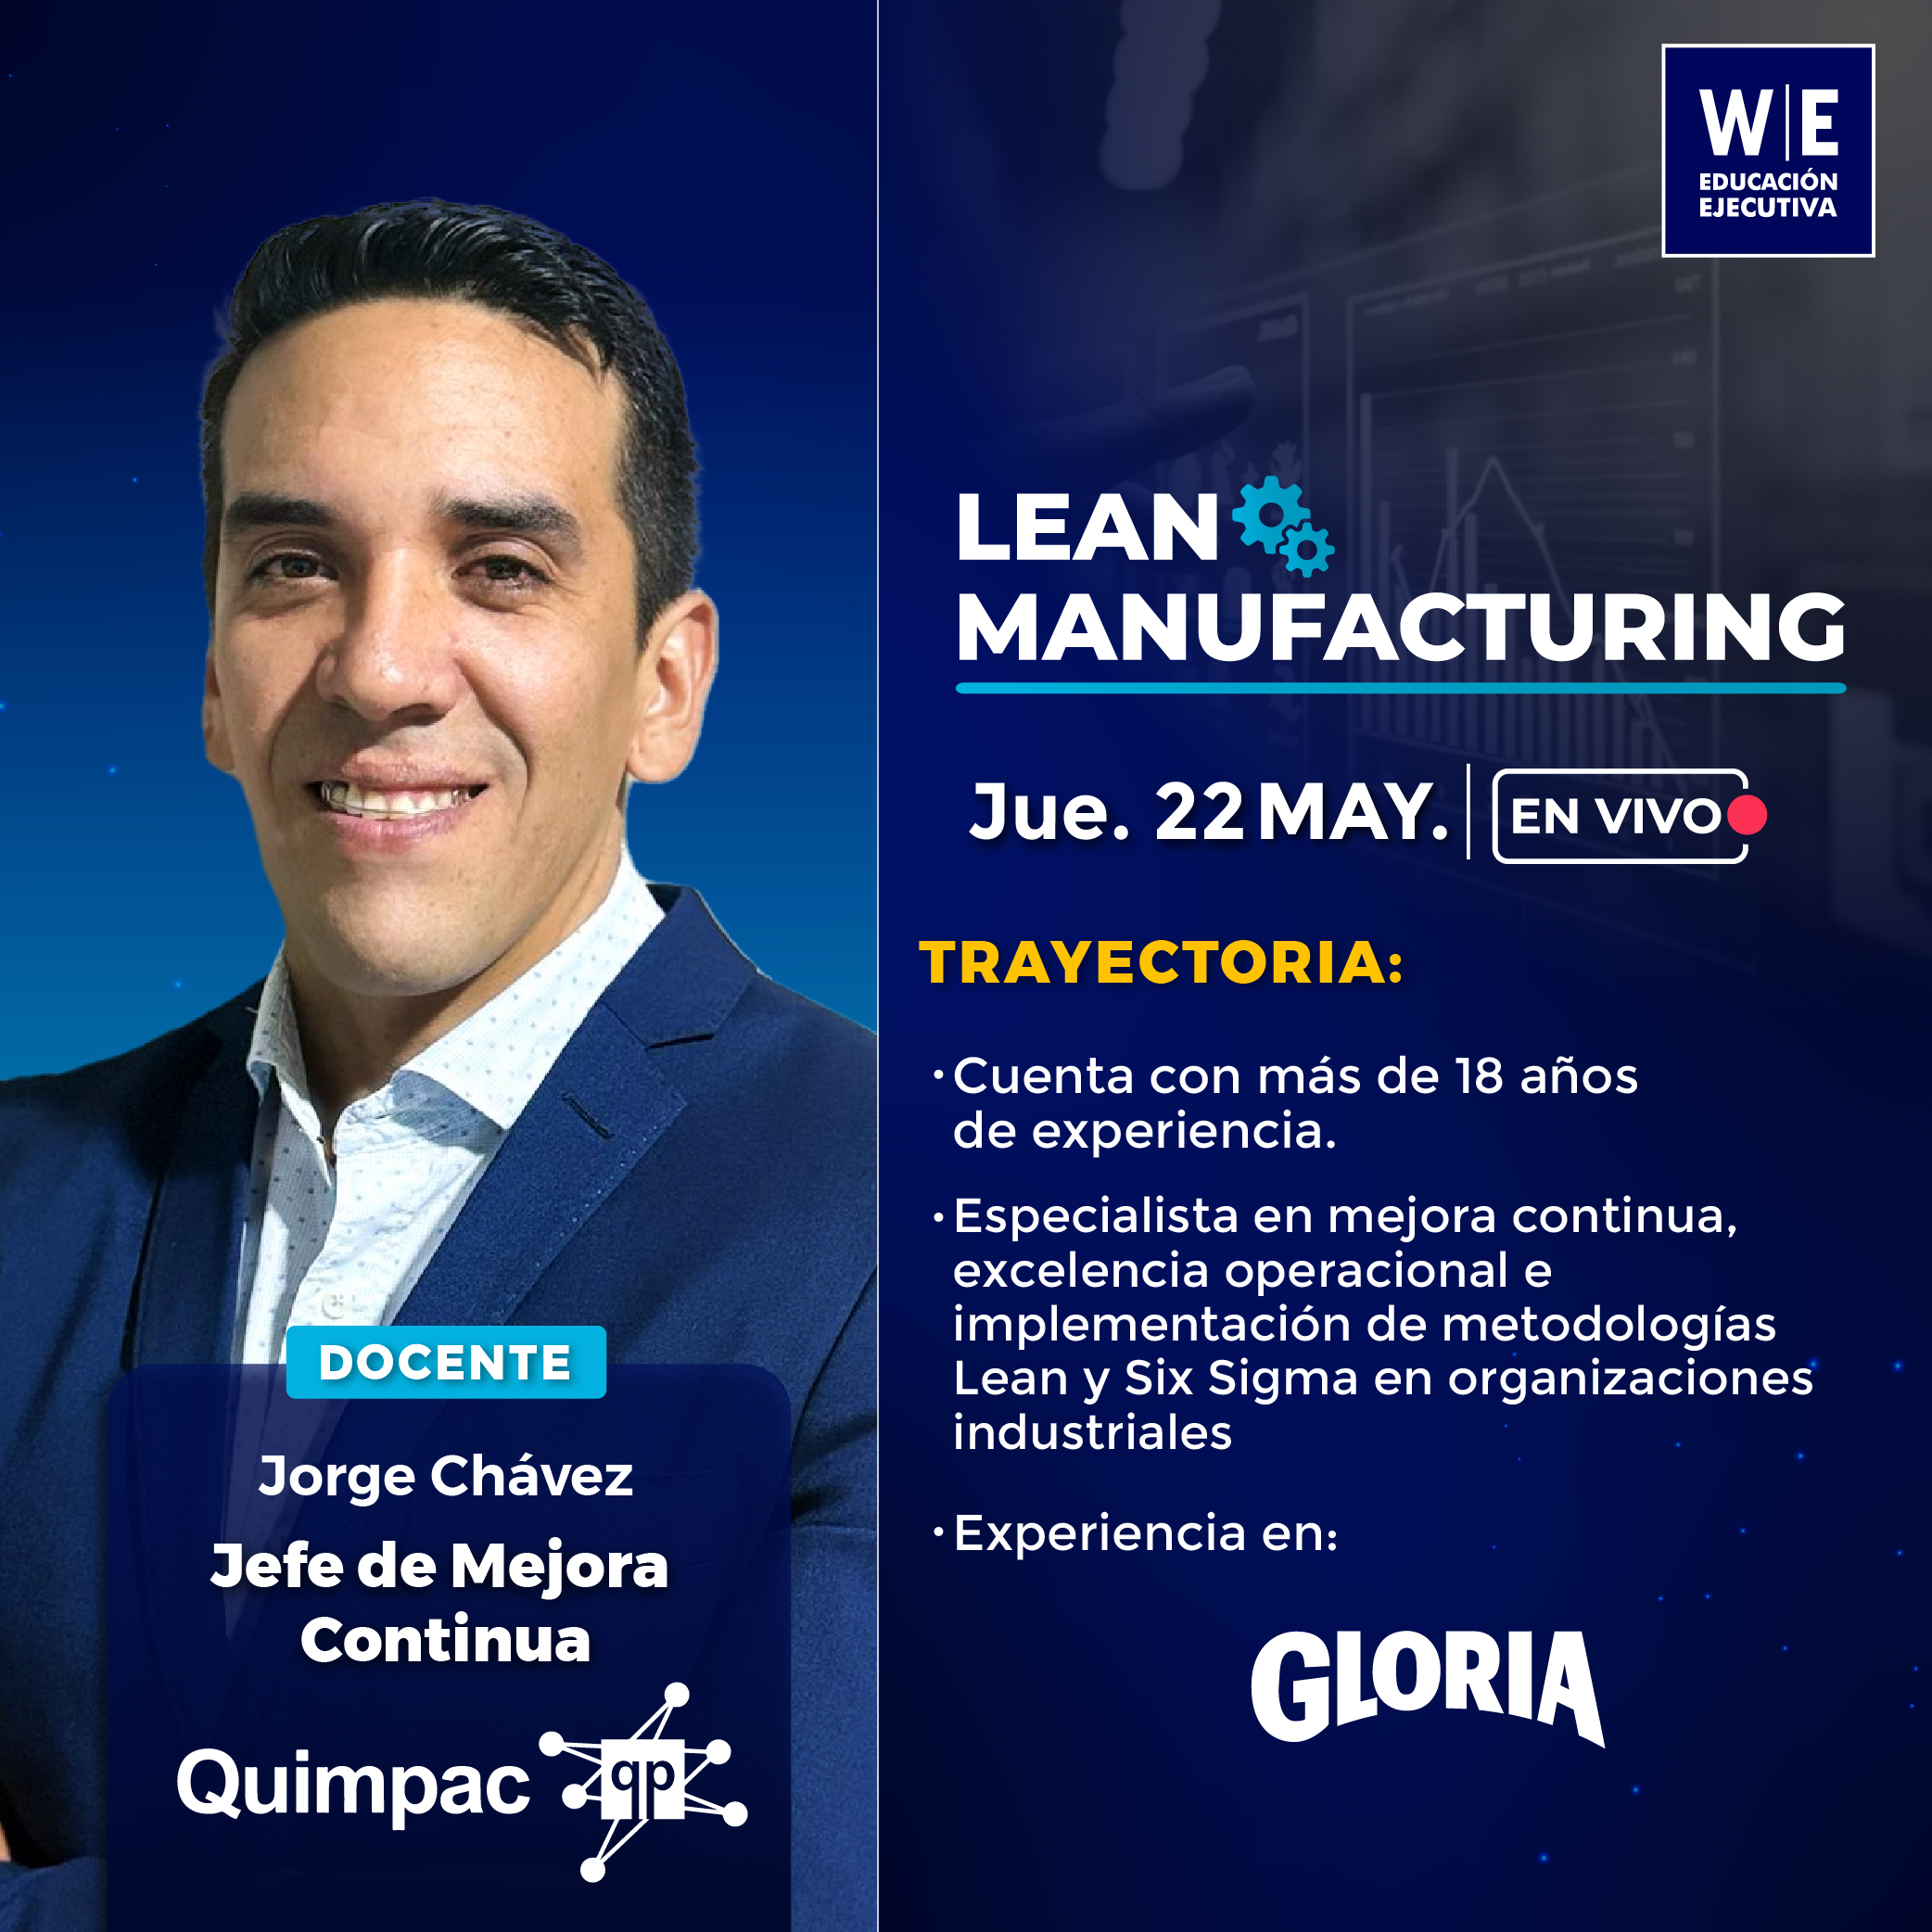 W|E
EDUCACIÓN
EJECUTIVA
LEAN
MANUFACTURING
Jue. 22 MAY. | EN VIVO
TRAYECTORIA:
· Cuenta con más de 18 años
de experiencia.
· Especialista en mejora continua,
excelencia operacional e
implementación de metodologías
Lean y Six Sigma en organizaciones
industriales
· Experiencia en:
GLORIA
DOCENTE
Jorge Chávez
Jefe de Mejora
Continua
Quimpac qp